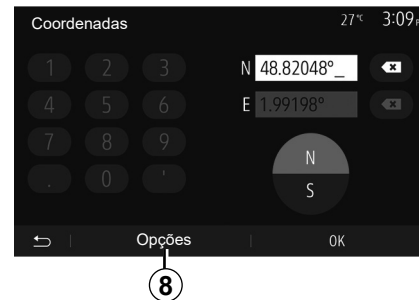 Coordenadas 27°C 3:09
1 2 3 N 48.82048°_
4 5 6 E 1.99198°
7 8 9 N
. 0 ' S
Opções OK
8